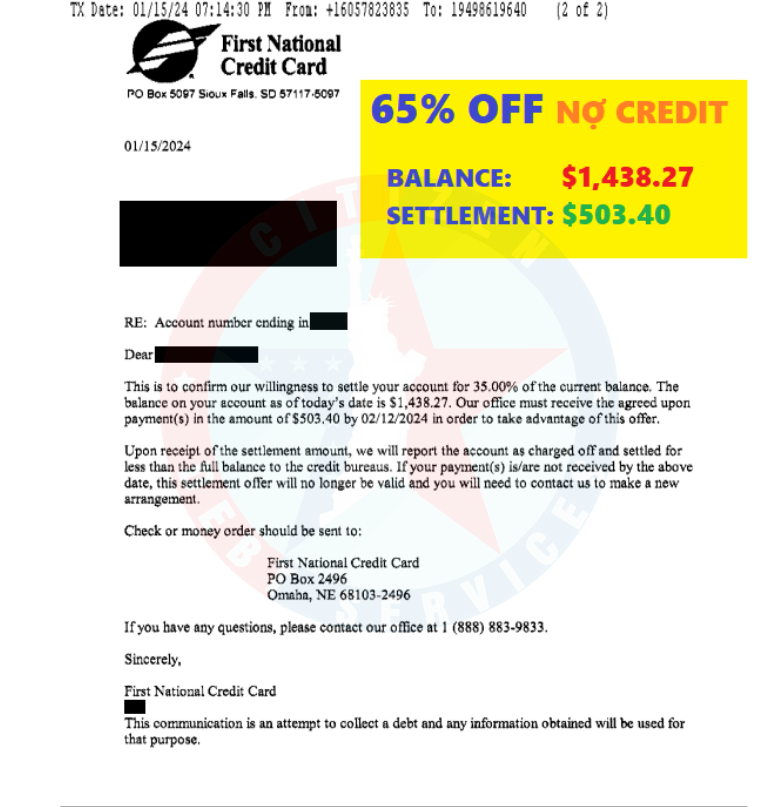 TX Date: 01/15/24 07:14:30 PM From: +16057823835 To: 19498619640 (2 of 2)
First National
Credit Card
PO Box 5097 Sioux Falls. SD 57117-5097
65% OFF NỢ CREDIT
BALANCE: $1,438.27
SETTLEMENT: $503.40
01/15/2024
CITIZEN
DEBT SERVICE
RE: Account number ending in
Dear
This is to confirm our willingness to settle your account for 35.00% of the current balance. The
balance on your account as of today's date is $1,438.27. Our office must receive the agreed upon
payment(s) in the amount of $503.40 by 02/12/2024 in order to take advantage of this offer.
Upon receipt of the settlement amount, we will report the account as charged off and settled for
less than the full balance to the credit bureaus. If your payment(s) is/are not received by the above
date, this settlement offer will no longer be valid and you will need to contact us to make a new
arrangement.
Check or money order should be sent to:
First National Credit Card
PO Box 2496
Omaha, NE 68103-2496
If you have any questions, please contact our office at 1 (888) 883-9833.
Sincerely,
First National Credit Card
This communication is an attempt to collect a debt and any information obtained will be used for
that purpose.